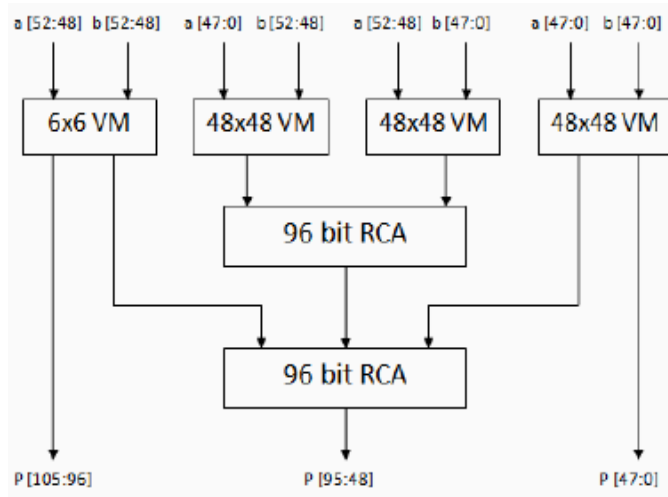 a [52:48] b [52:48] a [47:0] b [52:48] a [52:48] b [47:0] a [47:0] b [47:0]
6x6 VM 48x48 VM 48x48 VM 48x48 VM
96 bit RCA
96 bit RCA
P [105:96] P [95:48] P [47:0]